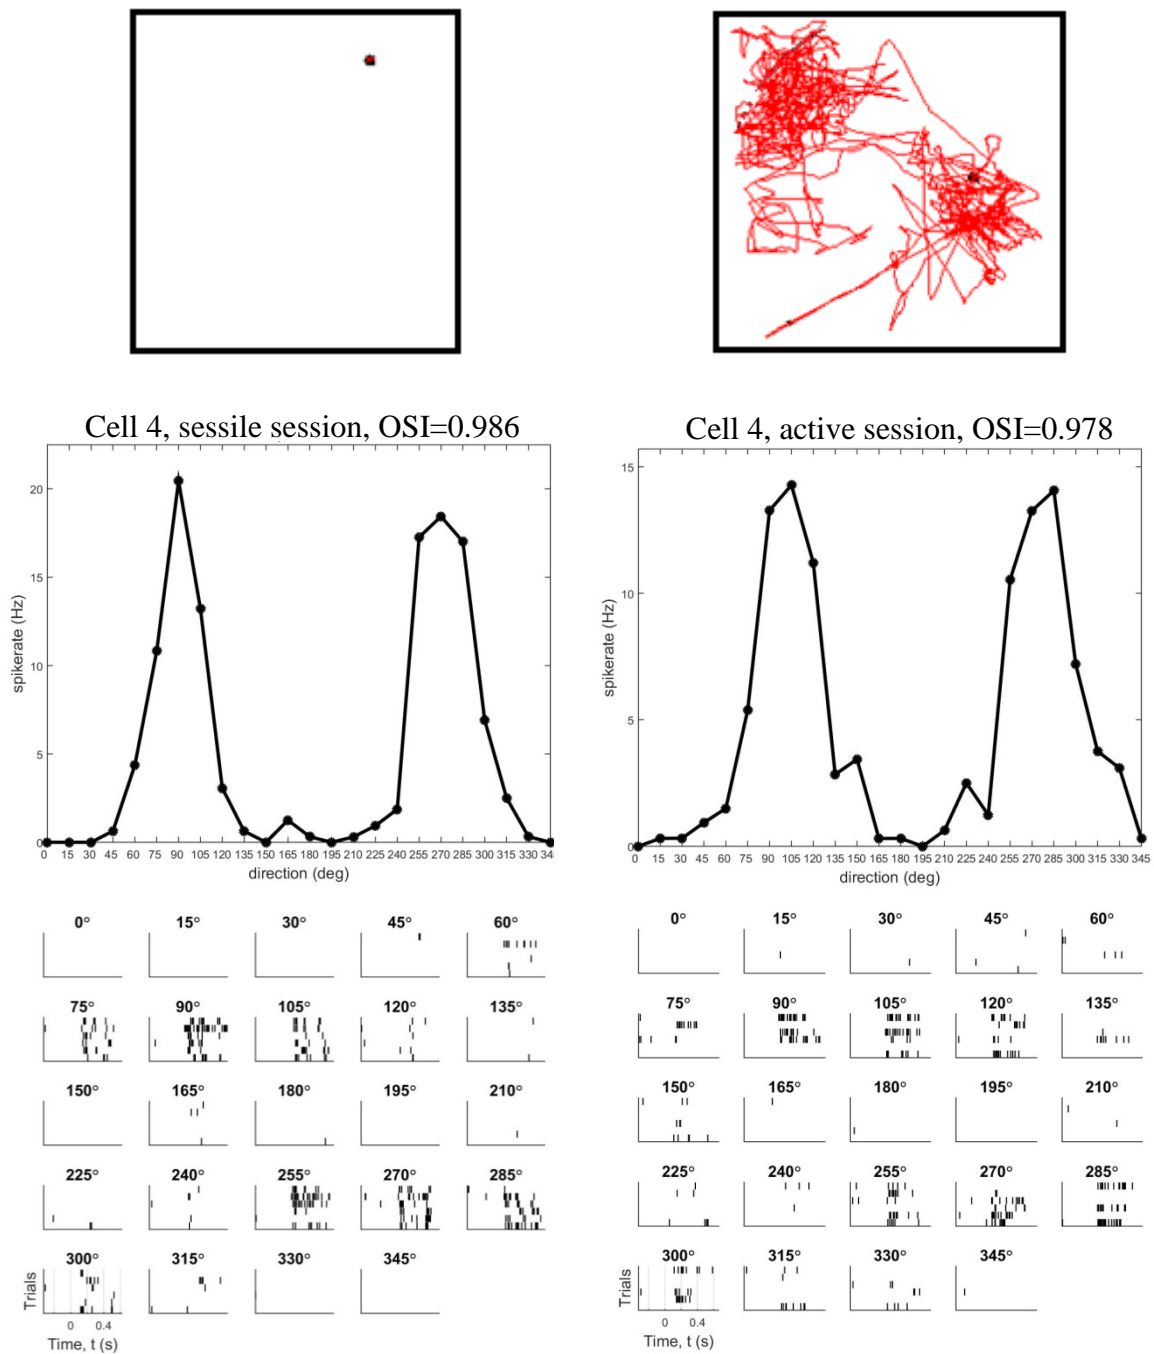 Cell 4, sessile session, OSI=0.986
20
15
10
5
0
spikerate (Hz)
0 15 30 45 60 75 90 105 120 135 150 165 180 195 210 225 240 255 270 285 300 315 330 34
direction (deg)
0° 15° 30° 45° 60°
75° 90° 105° 120° 135°
150° 165° 180° 195° 210°
225° 240° 255° 270° 285°
300° 315° 330° 345°
Trials
0 0.4
Time, t (s)
Cell 4, active session, OSI=0.978
15
10
5
0
spikerate (Hz)
0 15 30 45 60 75 90 105 120 135 150 165 180 195 210 225 240 255 270 285 300 315 330 345
direction (deg)
0° 15° 30° 45° 60°
75° 90° 105° 120° 135°
150° 165° 180° 195° 210°
225° 240° 255° 270° 285°
300° 315° 330° 345°
Trials
0 0.4
Time, t (s)